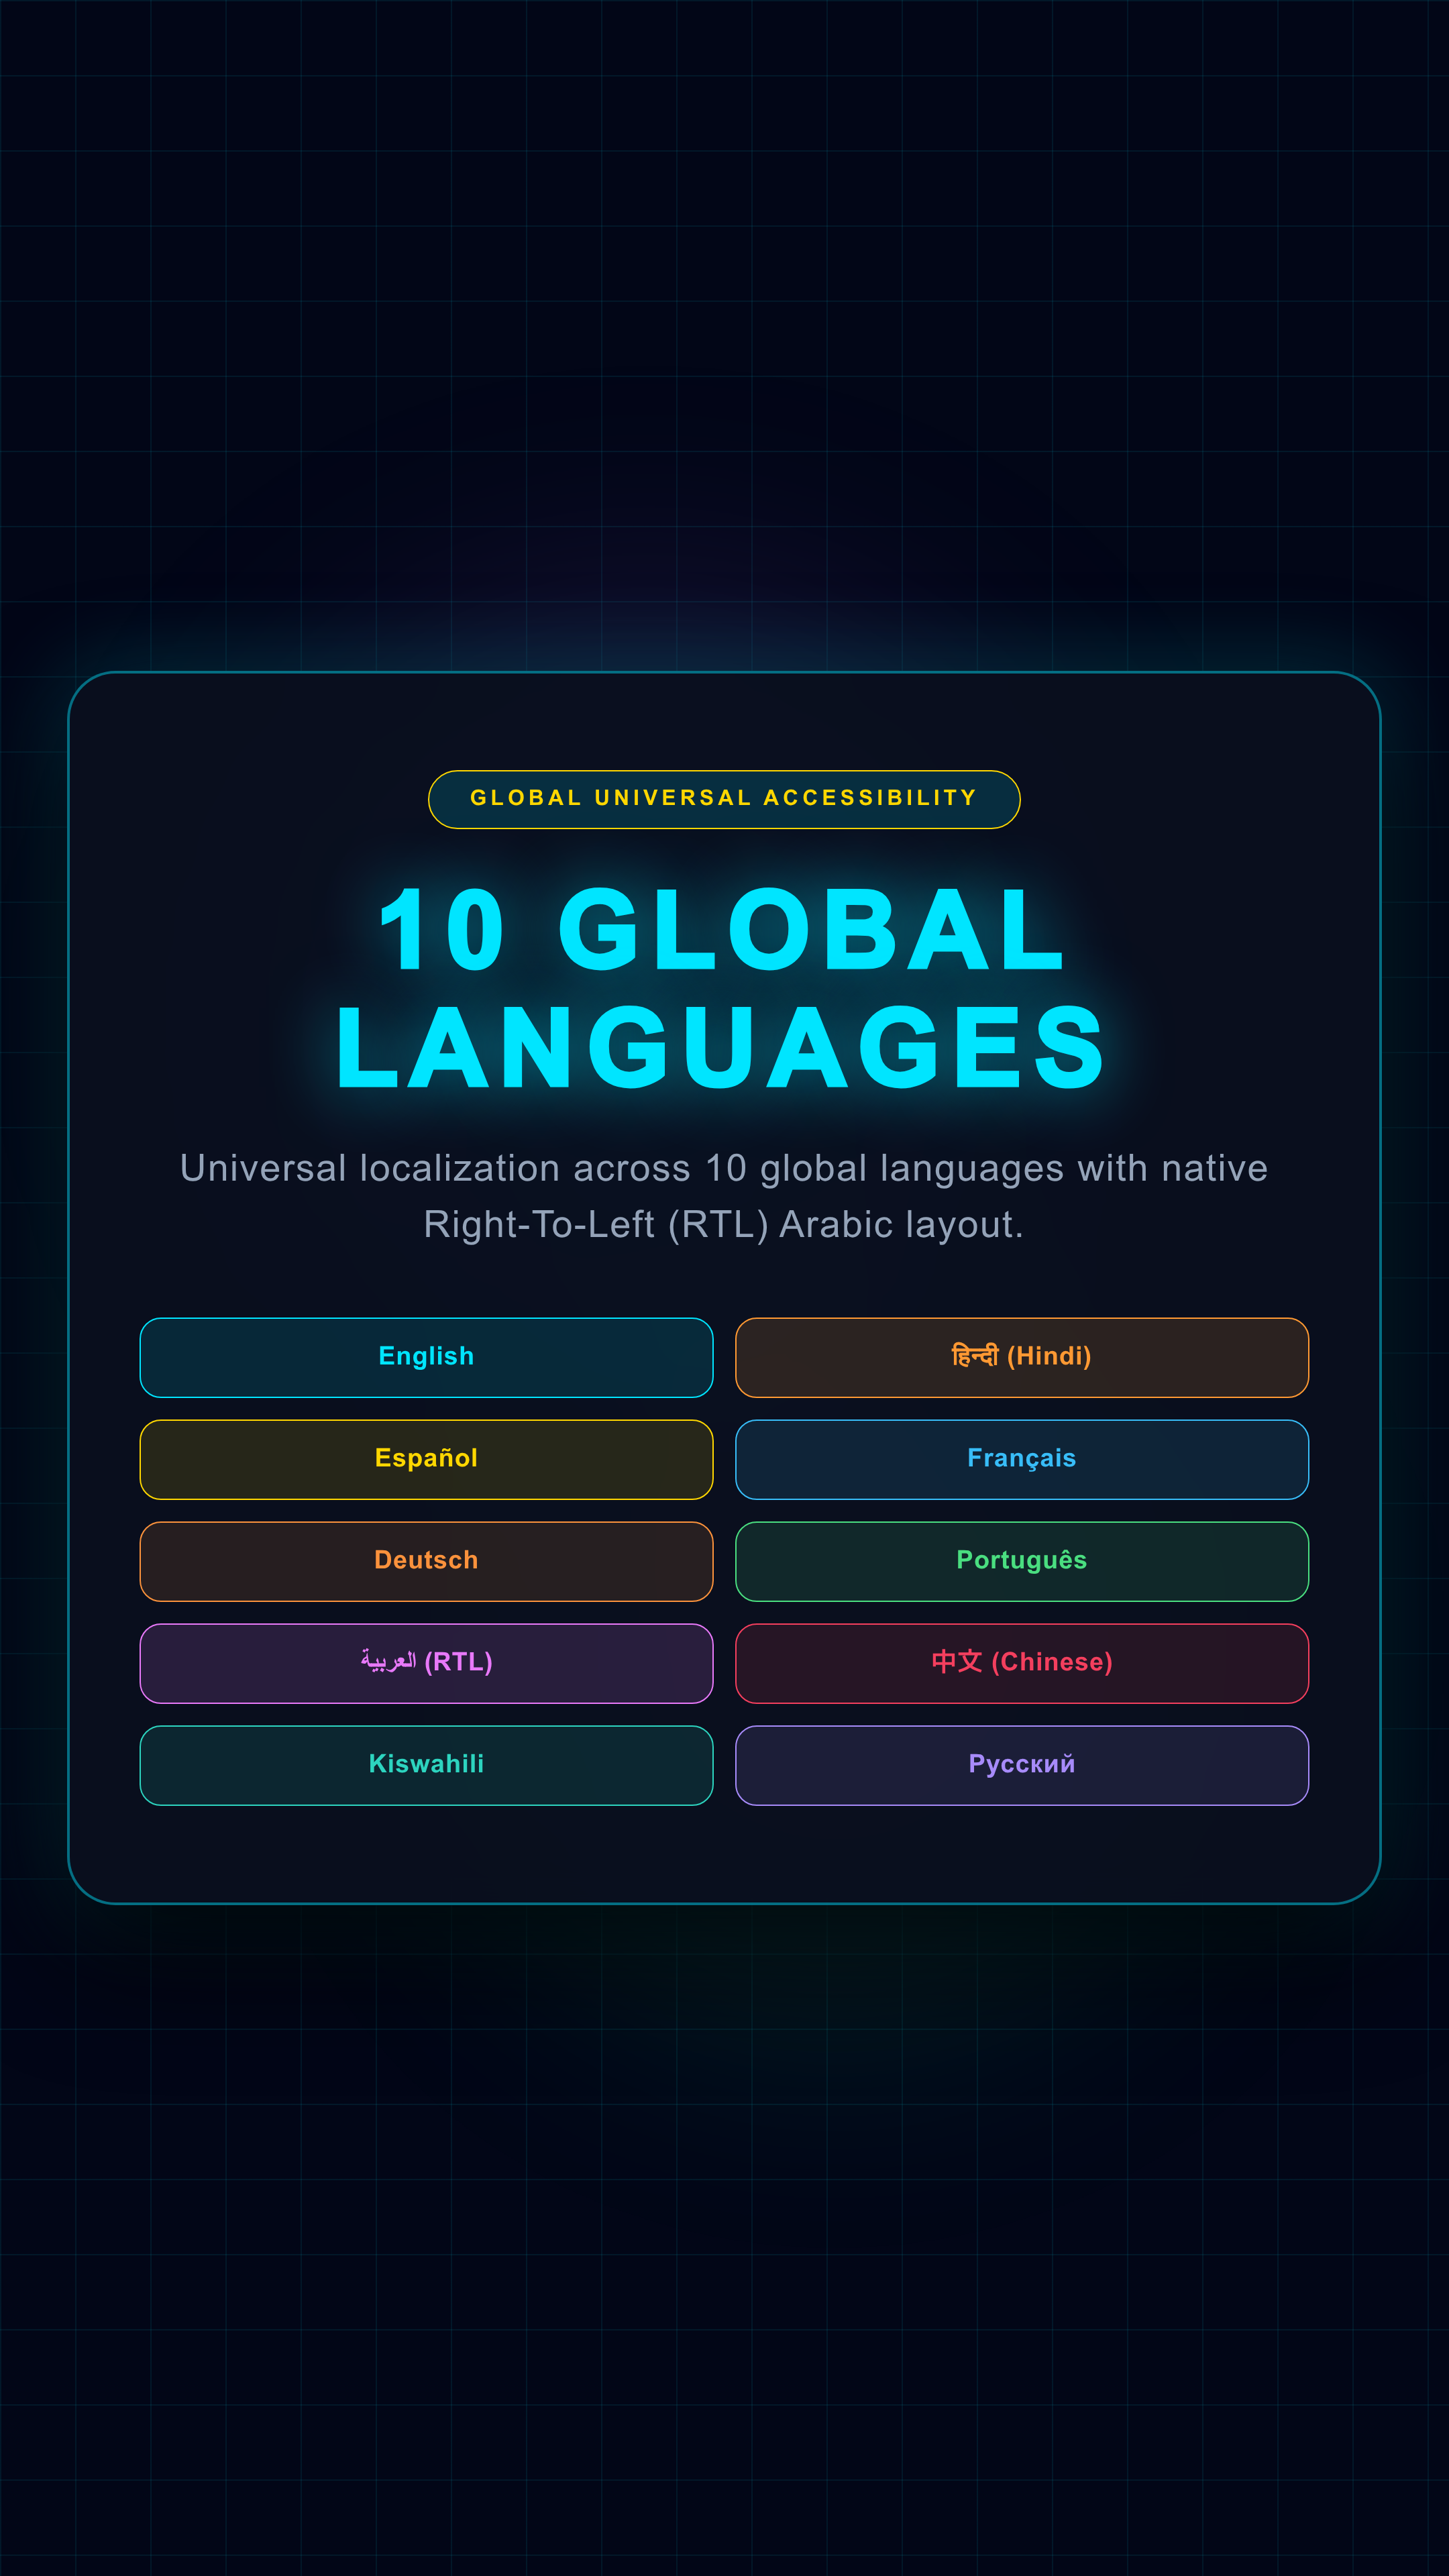 GLOBAL UNIVERSAL ACCESSIBILITY
10 GLOBAL
LANGUAGES
Universal localization across 10 global languages with native
Right-To-Left (RTL) Arabic layout.
English
हिन्दी (Hindi)
Español
Français
Deutsch
Português
العربية (RTL)
中文 (Chinese)
Kiswahili
Русский